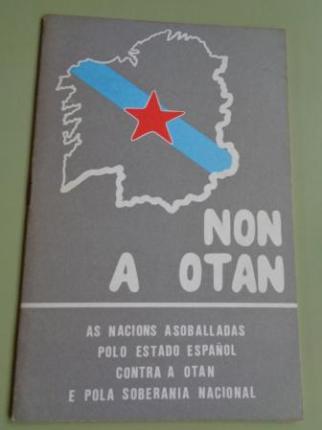 NON
A OTAN
AS NACIONS ASOBALLADAS
POLO ESTADO ESPAÑOL
CONTRA A OTAN
E POLA SOBERANIA NACIONAL